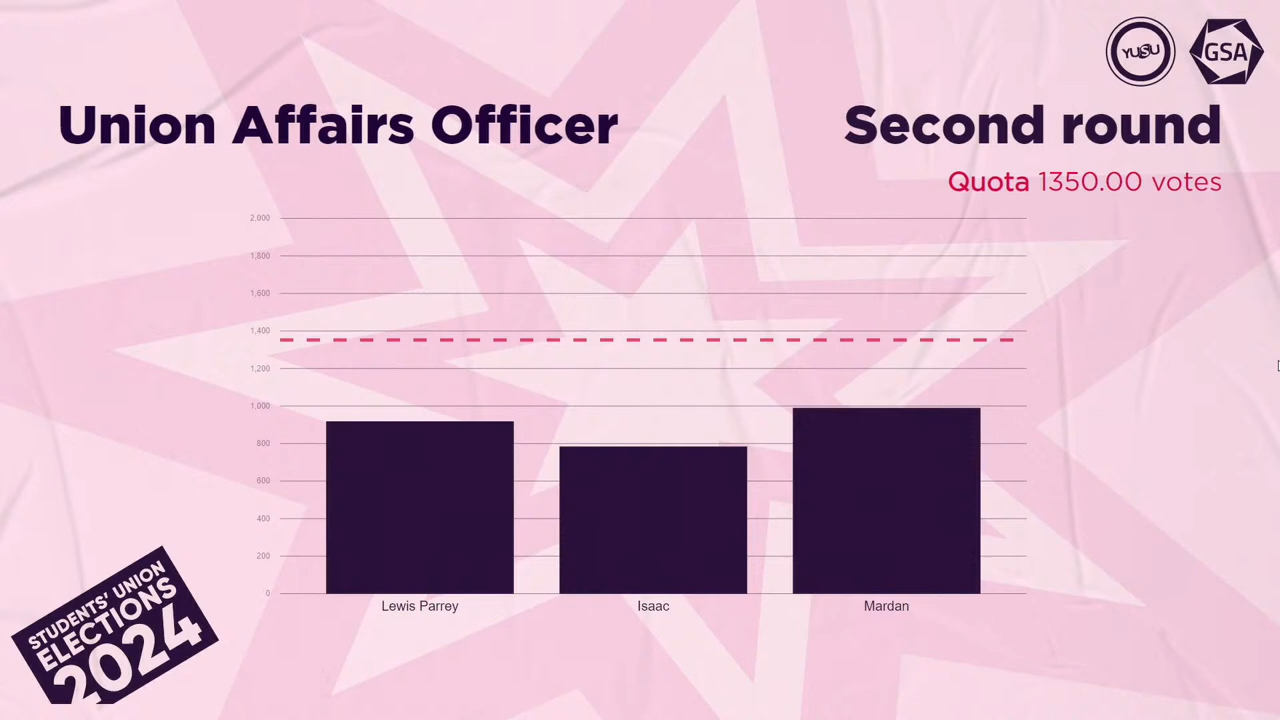 YUSU
GSA
Union Affairs Officer
Second round
Quota 1350.00 votes
2,000
1,800
1,600
1,400
1,200
1,000
800
600
400
200
0
Lewis Parrey
Isaac
Mardan
STUDENTS' UNION
ELECTIONS
2024